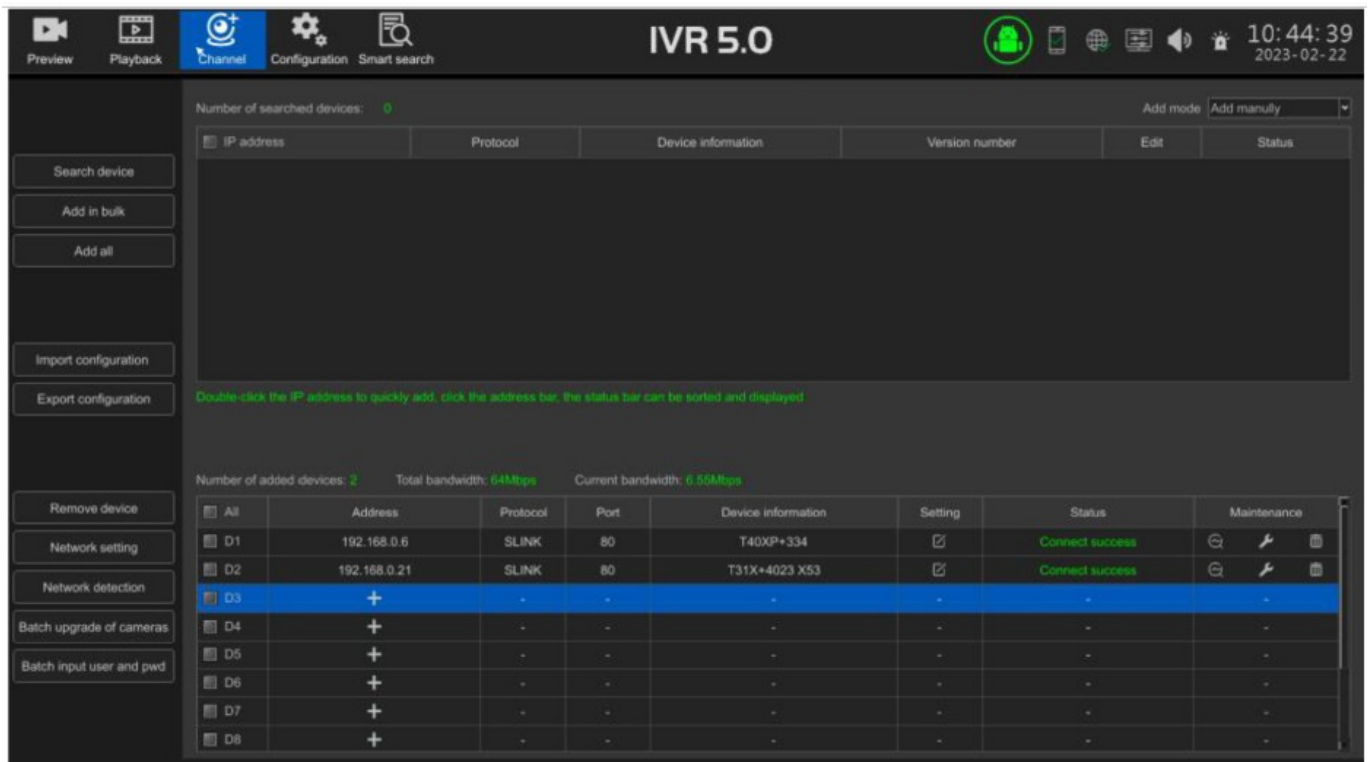 IVR 5.0
10:44:39
Preview Playback Channel Configuration Smart search
2023-02-22
Number of searched devices: 0 Add mode Add manully
IP address Protocol Device information Version number Edit Status
Search device
Add in bulk
Add all
Import configuration
Export configuration
Double-click the IP address to quickly add, click the address bar, the status bar can be sorted and displayed
Number of added devices: 2 Total bandwidth: 64Mbps Current bandwidth: 6.55Mbps
Remove device
Network setting
Network detection
Batch upgrade of cameras
Batch input user and pwd
All Address Protocol Port Device information Setting Status Maintenance
D1 192.168.0.6 SLINK 80 T40XP+334 Connect success
D2 192.168.0.21 SLINK 80 T31X+4023 X53 Connect success
D3 + - - - - - -
D4 + - - - - - -
D5 + - - - - - -
D6 + - - - - - -
D7 + - - - - - -
D8 + - - - - - -